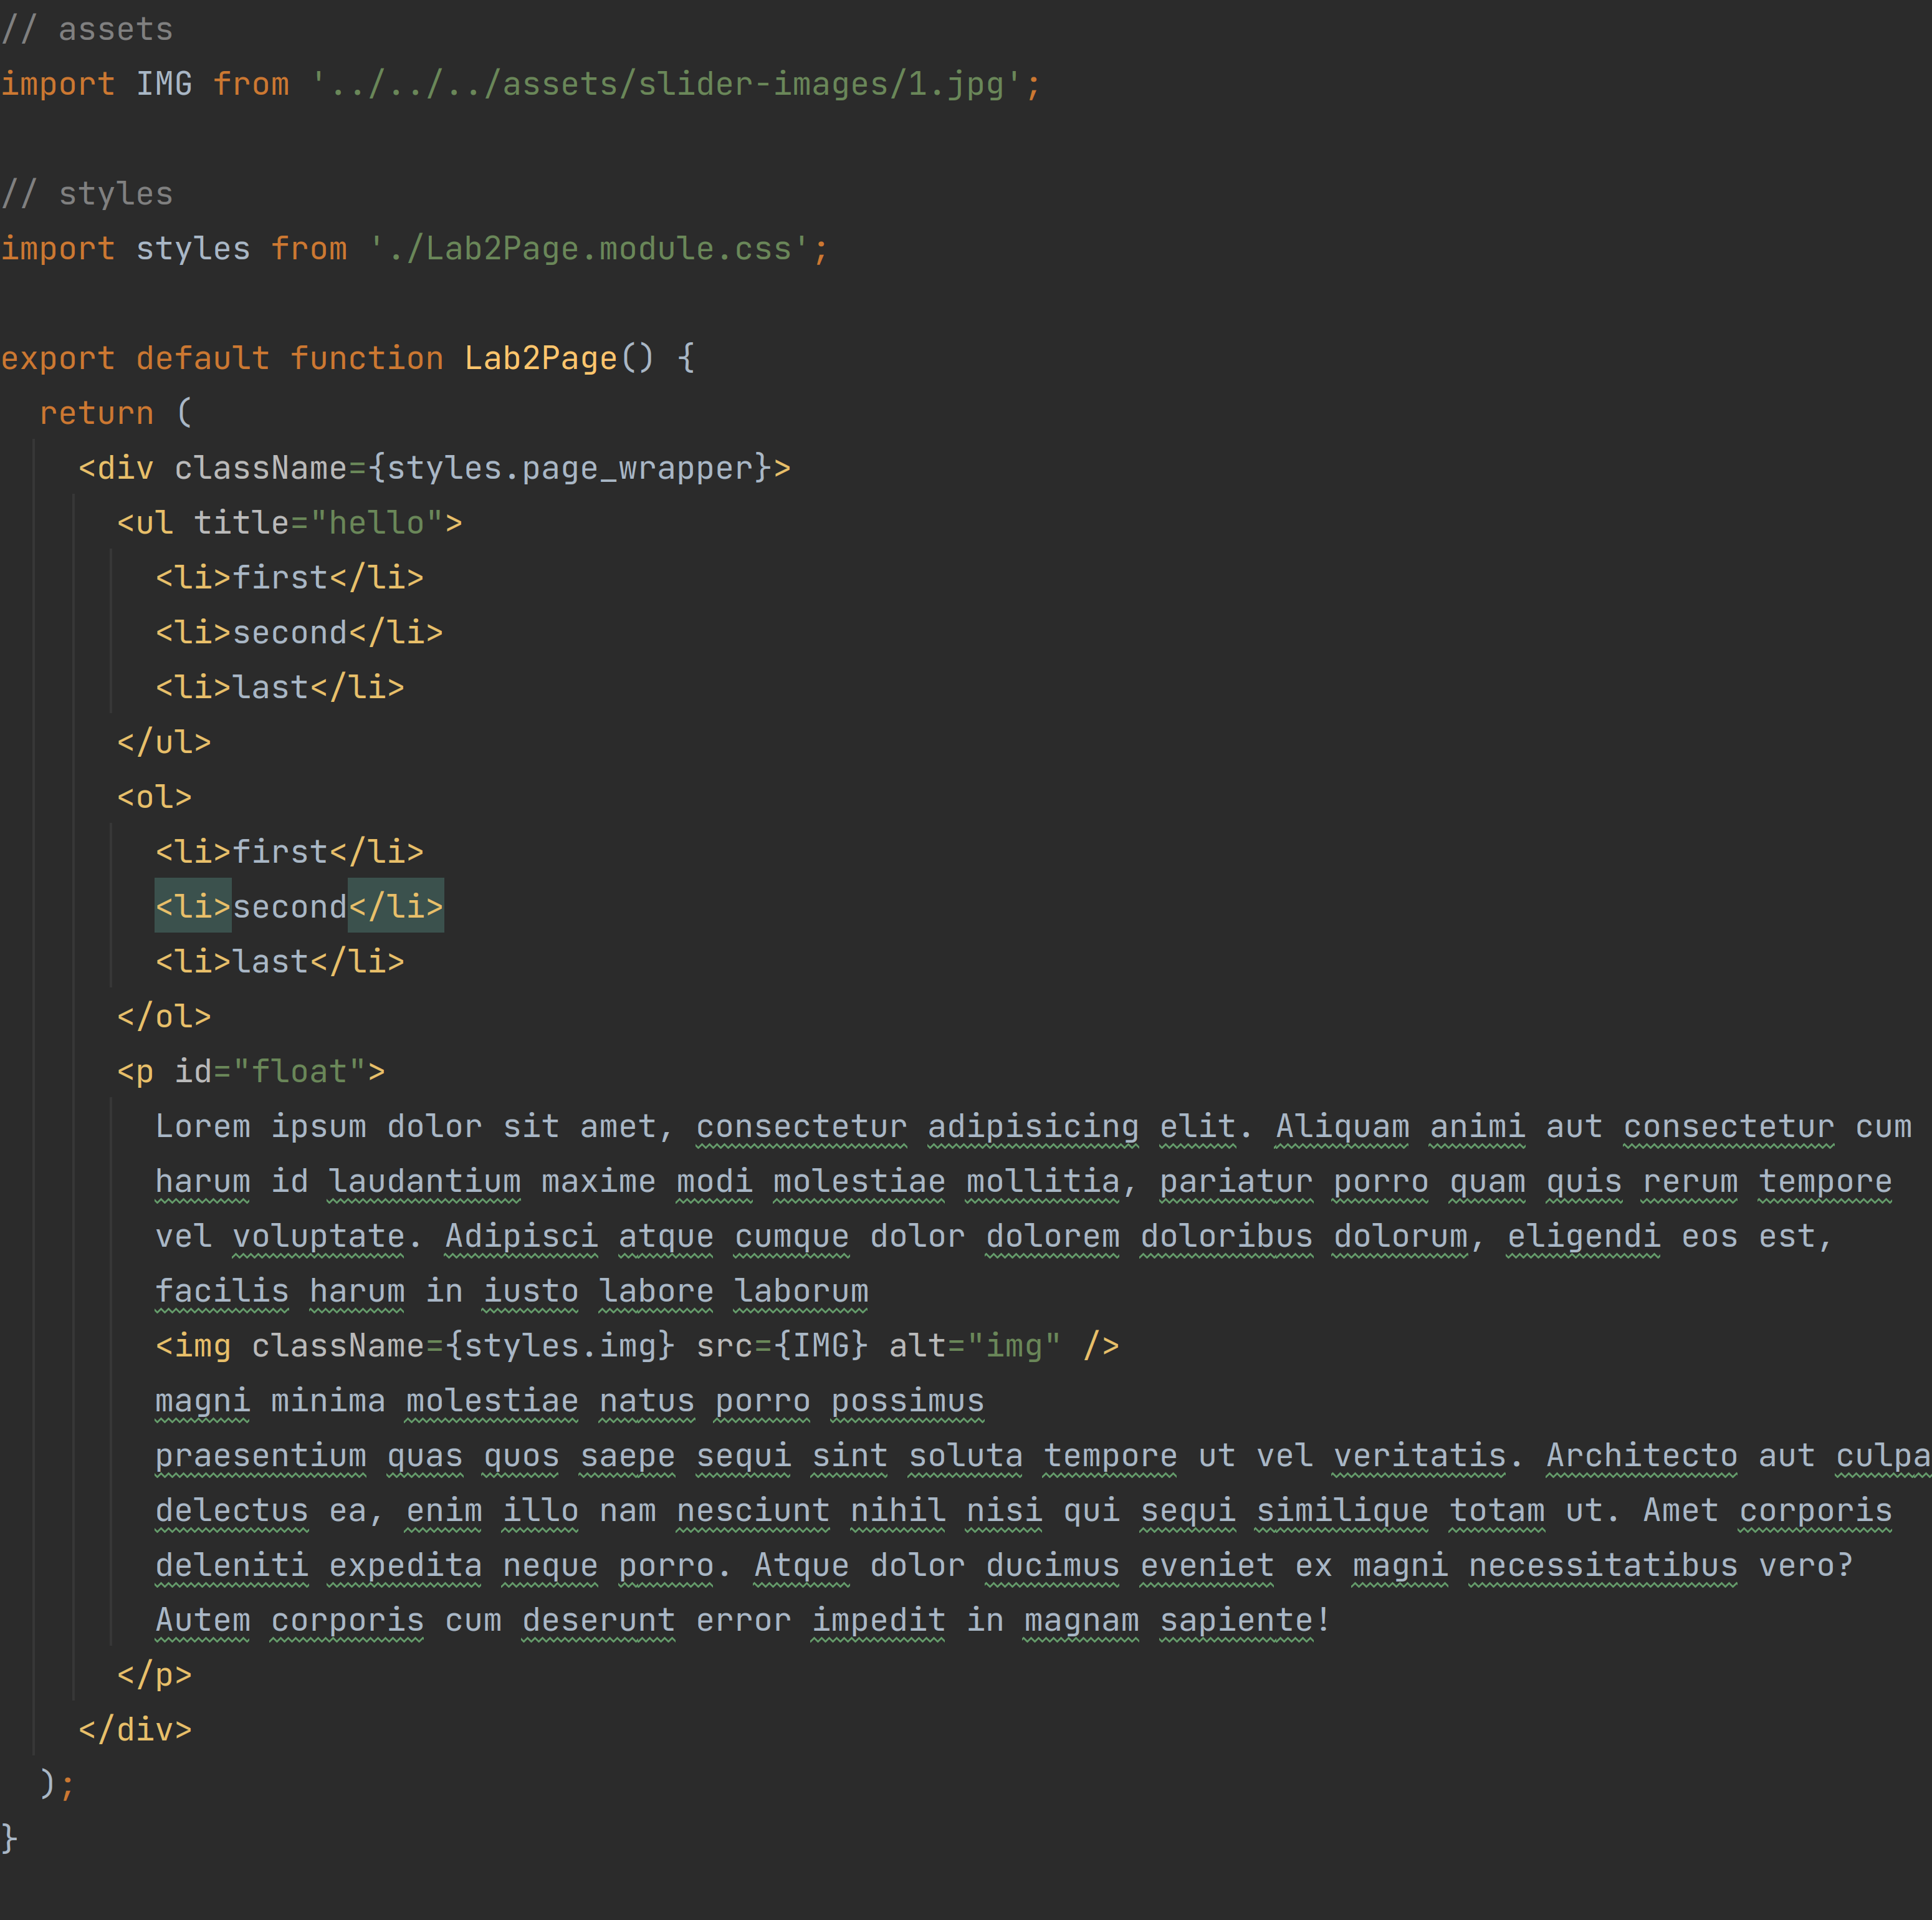 // assets
import IMG from '../../../assets/slider-images/1.jpg';
// styles
import styles from './Lab2Page.module.css';
export default function Lab2Page() {
return (
<div className={styles.page_wrapper}>
<ul title="hello">
<li>first</li>
<li>second</li>
<li>last</li>
</ul>
<ol>
<li>first</li>
<li>second</li>
<li>last</li>
</ol>
<p id="float">
Lorem ipsum dolor sit amet, consectetur adipisicing elit. Aliquam animi aut consectetur cum
harum id laudantium maxime modi molestiae mollitia, pariatur porro quam quis rerum tempore
vel voluptate. Adipisci atque cumque dolor dolorem doloribus dolorum, eligendi eos est,
facilis harum in iusto labore laborum
<img className={styles.img} src={IMG} alt="img" />
magni minima molestiae natus porro possimus
praesentium quas quos saepe sequi sint soluta tempore ut vel veritatis. Architecto aut culpa
delectus ea, enim illo nam nesciunt nihil nisi qui sequi similique totam ut. Amet corporis
deleniti expedita neque porro. Atque dolor ducimus eveniet ex magni necessitatibus vero?
Autem corporis cum deserunt error impedit in magnam sapiente!
</p>
</div>
);
}